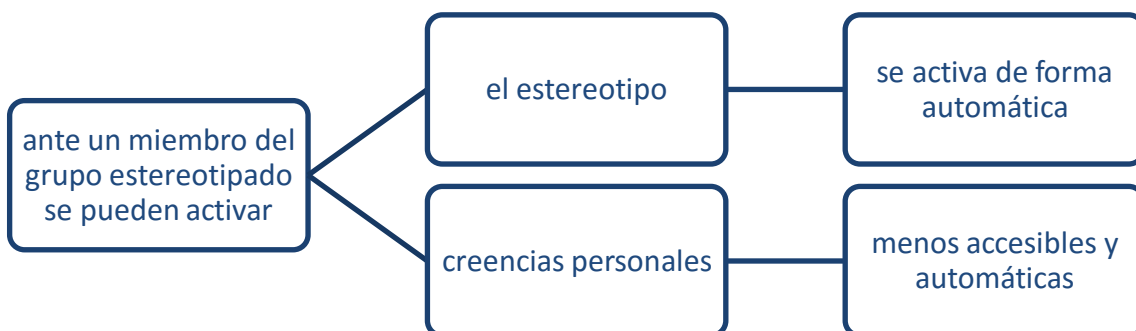 ante un miembro del
grupo estereotipado
se pueden activar
el estereotipo
se activa de forma
automática
creencias personales
menos accesibles y
automáticas